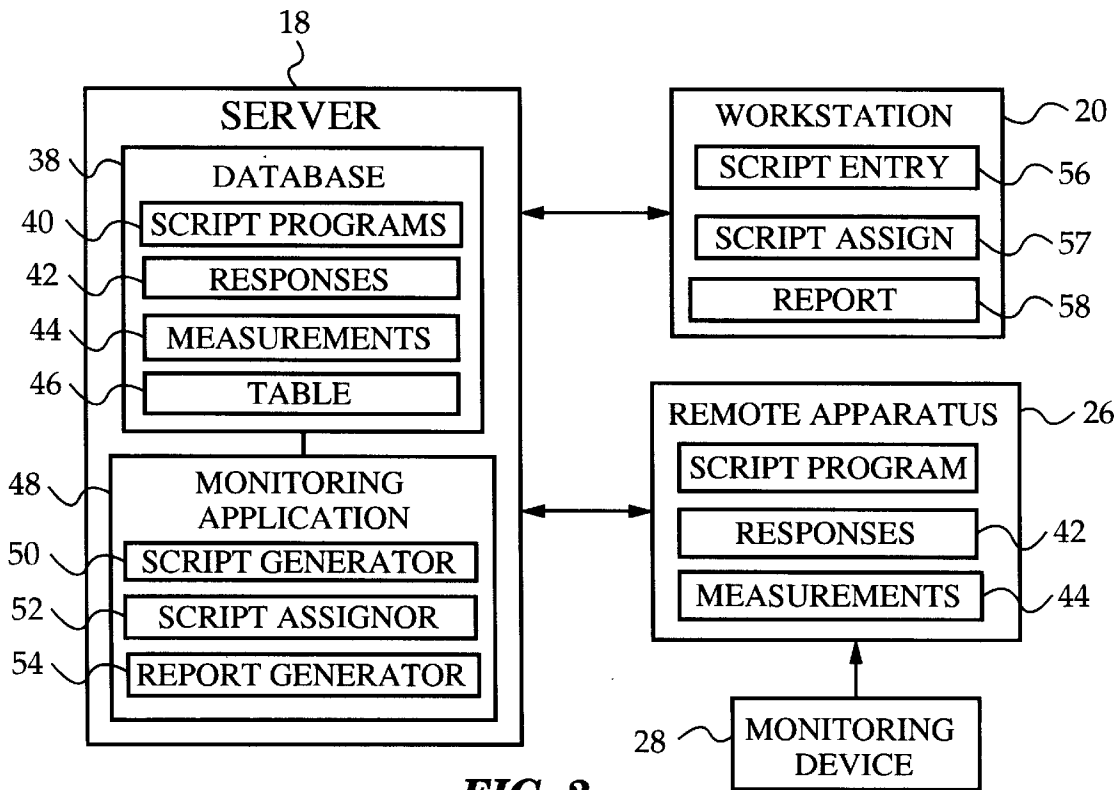 18
SERVER
38
DATABASE
40
SCRIPT PROGRAMS
42
RESPONSES
44
MEASUREMENTS
46
TABLE
48
MONITORING
APPLICATION
50
SCRIPT GENERATOR
52
SCRIPT ASSIGNOR
54
REPORT GENERATOR
WORKSTATION
20
SCRIPT ENTRY
56
SCRIPT ASSIGN
57
REPORT
58
REMOTE APPARATUS
26
SCRIPT PROGRAM
RESPONSES
42
MEASUREMENTS
44
28
MONITORING
DEVICE